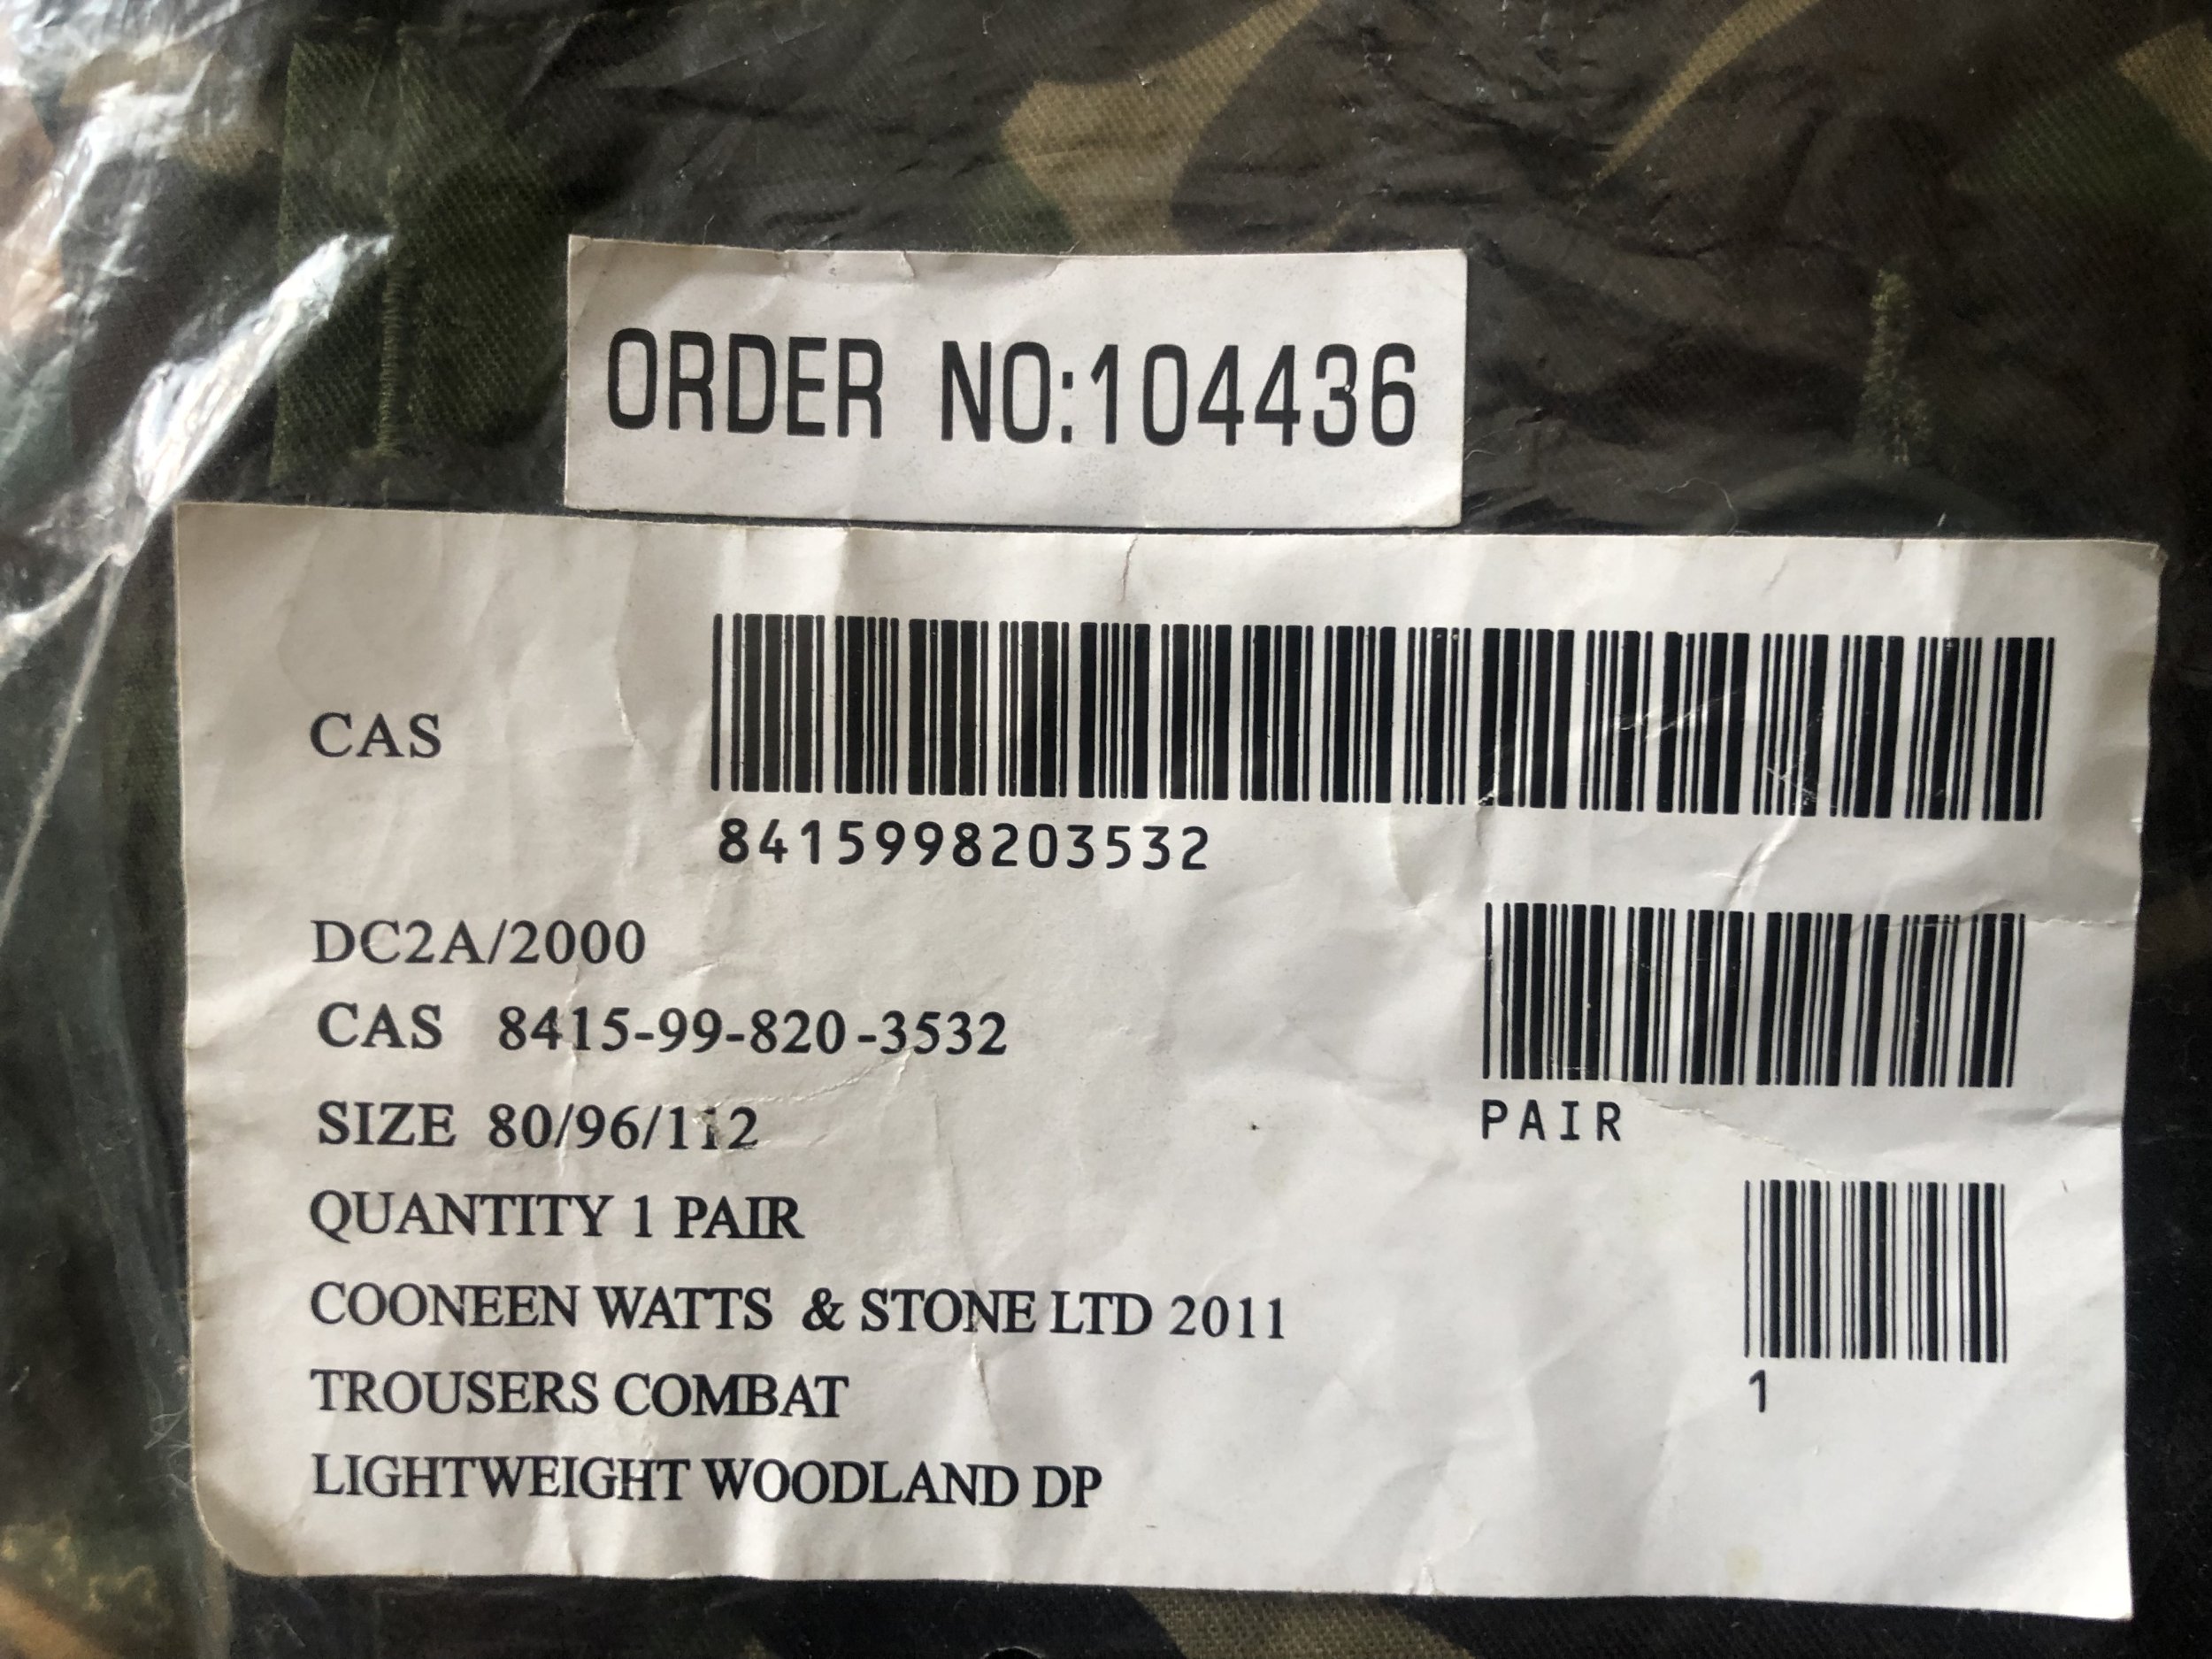 ORDER NO:104436
CAS
8415998203532
DC2A/2000
CAS 8415-99-820-3532
SIZE 80/96/112
PAIR
QUANTITY 1 PAIR
COONEEN WATTS & STONE LTD 2011
TROUSERS COMBAT
1
LIGHTWEIGHT WOODLAND DP